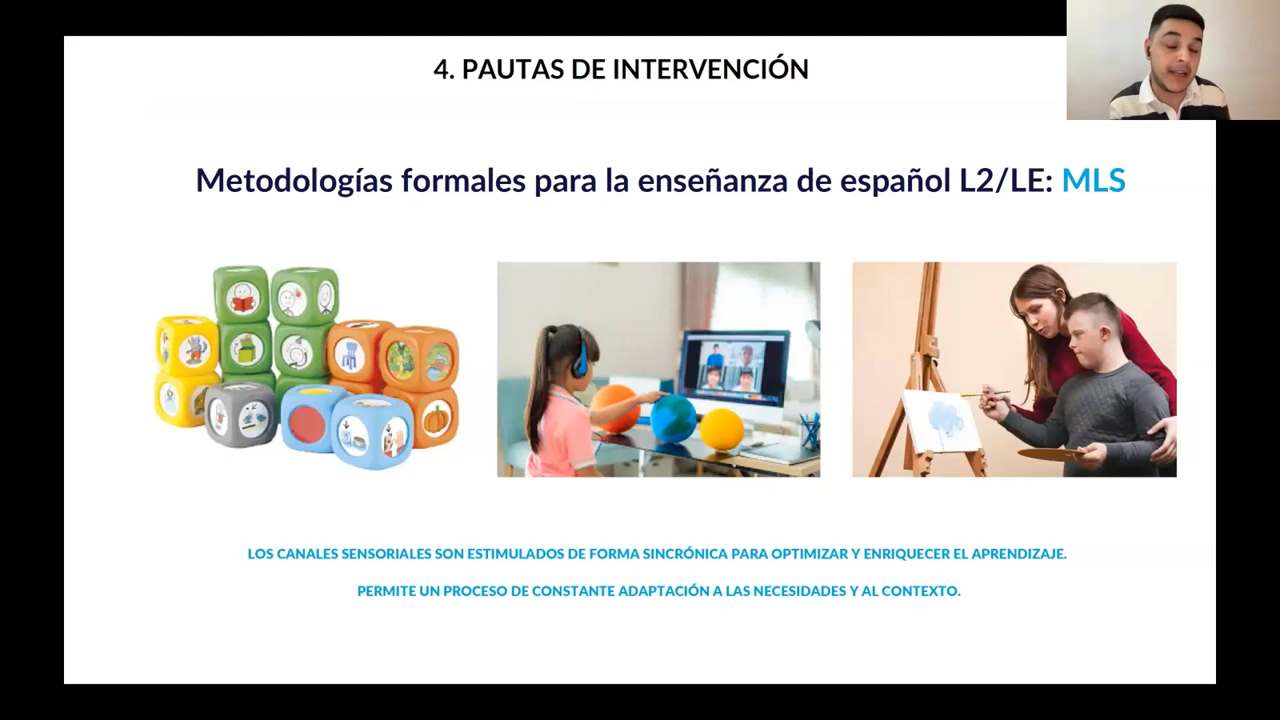 4. PAUTAS DE INTERVENCIÓN
Metodologías formales para la enseñanza de español L2/LE: MLS
LOS CANALES SENSORIALES SON ESTIMULADOS DE FORMA SINCRÓNICA PARA OPTIMIZAR Y ENRIQUECER EL APRENDIZAJE.
PERMITE UN PROCESO DE CONSTANTE ADAPTACIÓN A LAS NECESIDADES Y AL CONTEXTO.